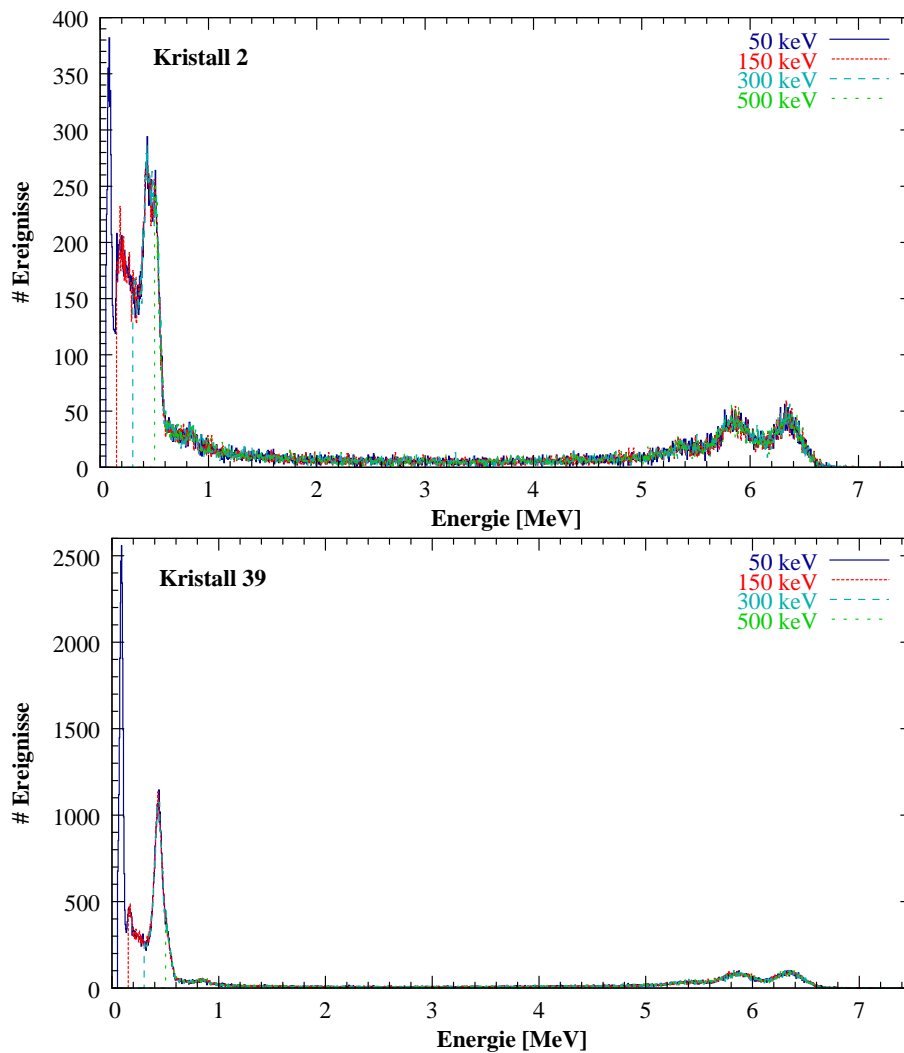 400
350
300
250
200
150
100
50
0
# Ereignisse
Kristall 2
50 keV
150 keV
300 keV
500 keV
0 1 2 3 4 5 6 7
Energie [MeV]
2500
2000
1500
1000
500
0
# Ereignisse
Kristall 39
50 keV
150 keV
300 keV
500 keV
0 1 2 3 4 5 6 7
Energie [MeV]